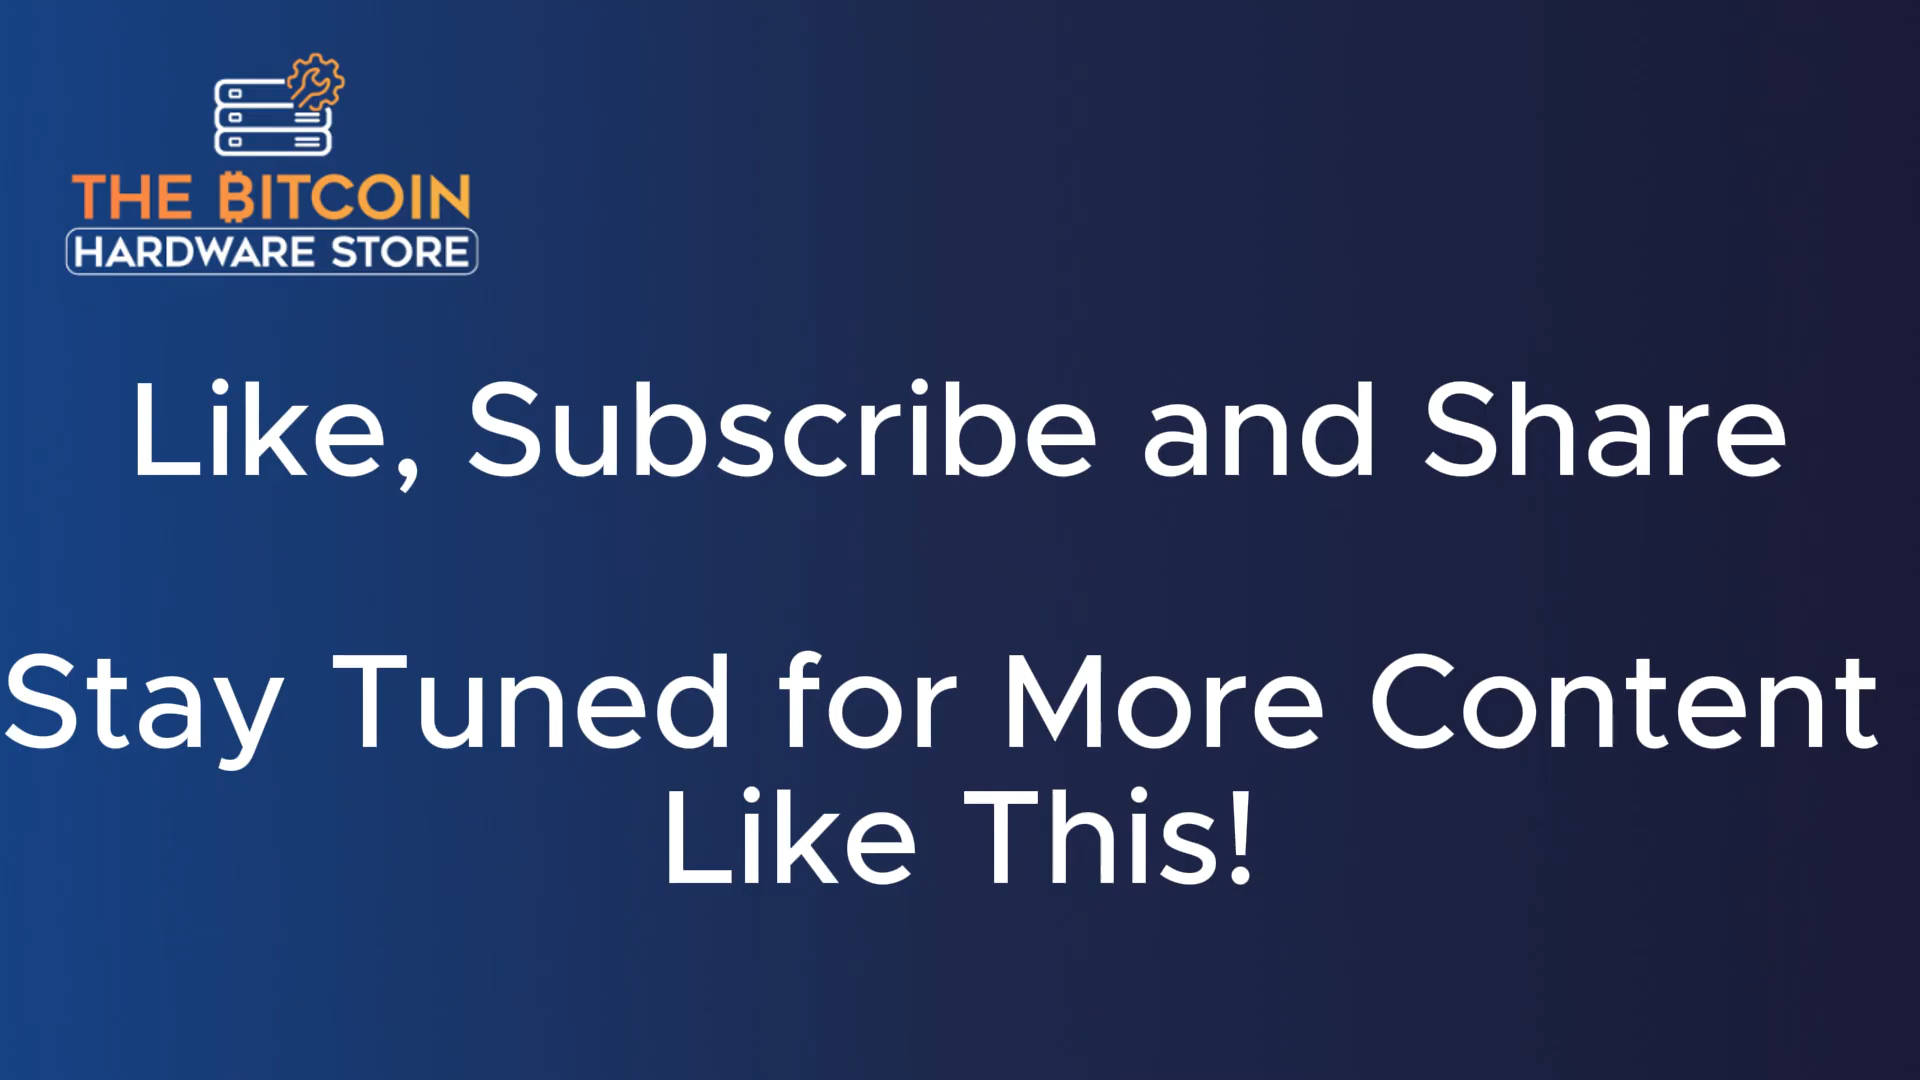 THE BITCOIN
HARDWARE STORE
Like, Subscribe and Share
Stay Tuned for More Content
Like This!